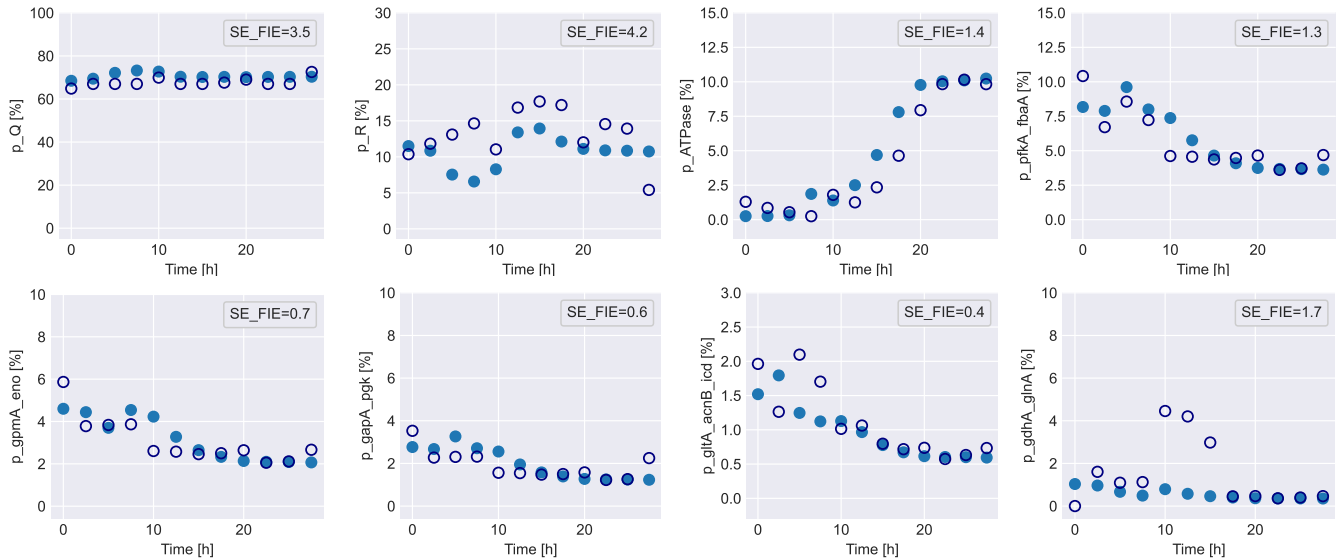 SE_FIE=3.5
p_Q [%]
100
80
60
40
20
0
0 10 20
Time [h]
SE_FIE=4.2
p_R [%]
30
25
20
15
10
5
0
0 10 20
Time [h]
SE_FIE=1.4
p_ATPase [%]
15.0
12.5
10.0
7.5
5.0
2.5
0.0
0 10 20
Time [h]
SE_FIE=1.3
p_pfkA_fbaA [%]
15.0
12.5
10.0
7.5
5.0
2.5
0.0
0 10 20
Time [h]
SE_FIE=0.7
p_gpmA_eno [%]
10
8
6
4
2
0
0 10 20
Time [h]
SE_FIE=0.6
p_gapA_pgk [%]
10
8
6
4
2
0
0 10 20
Time [h]
SE_FIE=0.4
p_gltA_acnB_icd [%]
3.0
2.5
2.0
1.5
1.0
0.5
0.0
0 10 20
Time [h]
SE_FIE=1.7
p_gdhA_glnA [%]
10
8
6
4
2
0
0 10 20
Time [h]